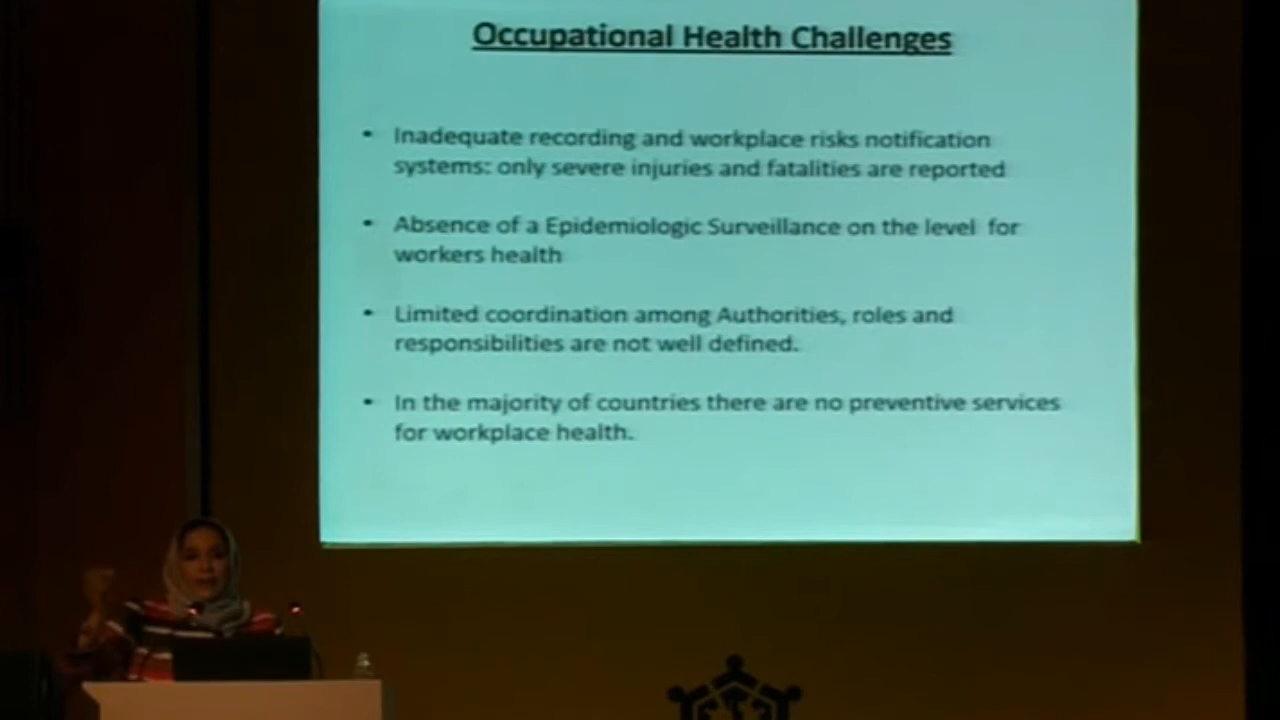 Occupational Health Challenges
• Inadequate recording and workplace risks notification
systems: only severe injuries and fatalities are reported
• Absence of a Epidemiologic Surveillance on the level for
workers health
• Limited coordination among Authorities, roles and
responsibilities are not well defined.
• In the majority of countries there are no preventive services
for workplace health.